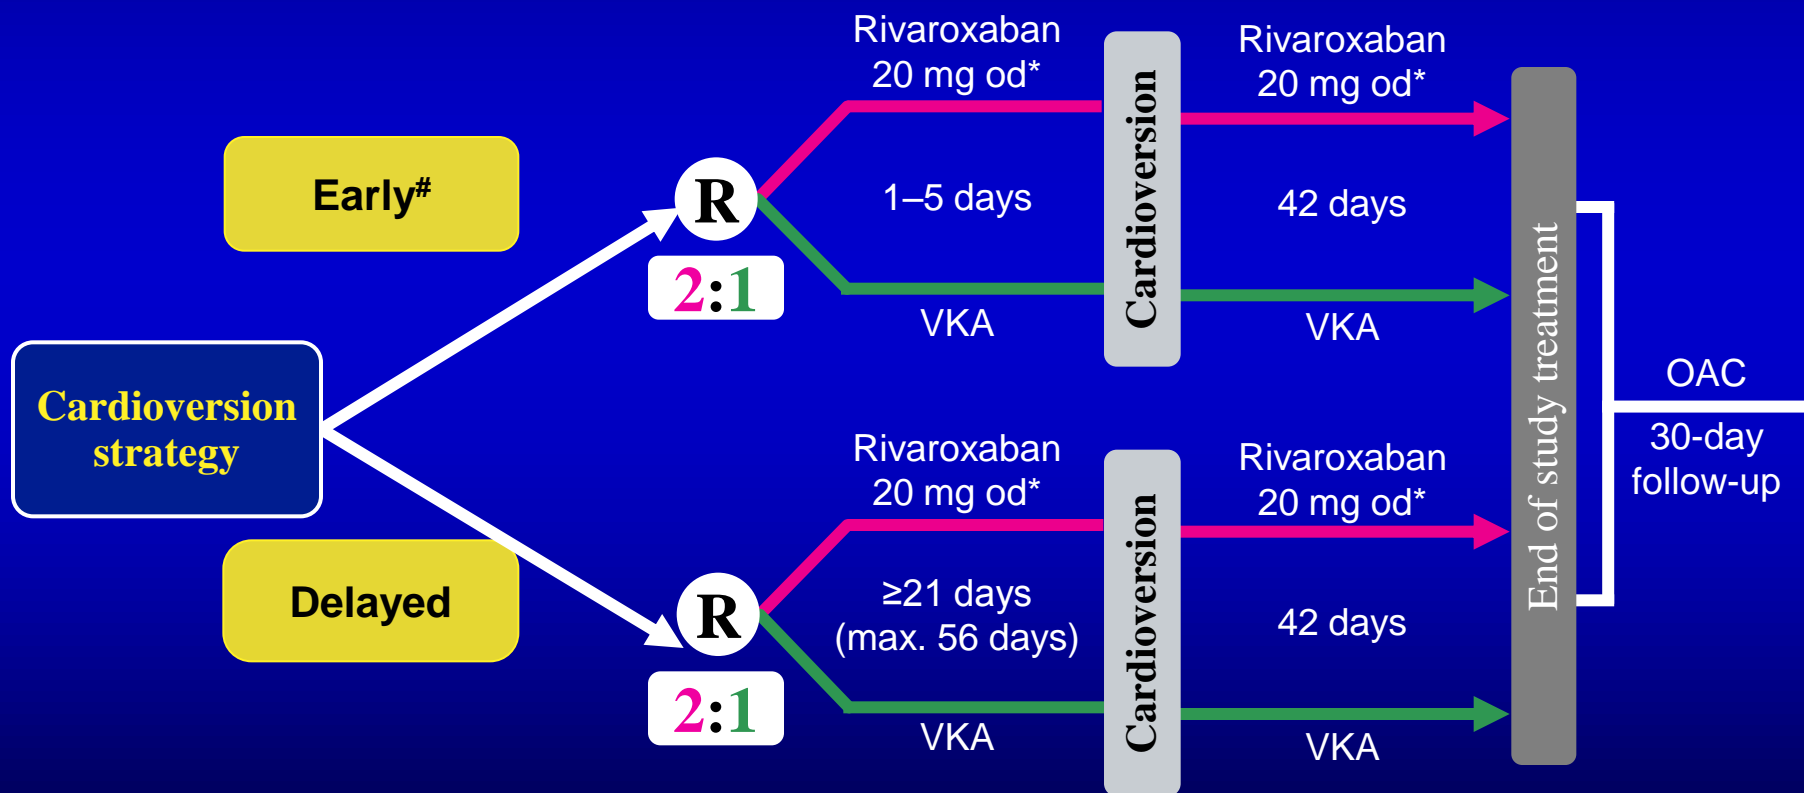 Cardioversion
strategy
Early#
R
2:1
Rivaroxaban
20 mg od*
1–5 days
VKA
Cardioversion
Rivaroxaban
20 mg od*
42 days
VKA
Delayed
R
2:1
Rivaroxaban
20 mg od*
≥21 days
(max. 56 days)
VKA
Cardioversion
Rivaroxaban
20 mg od*
42 days
VKA
End of study treatment
OAC
30-day
follow-up